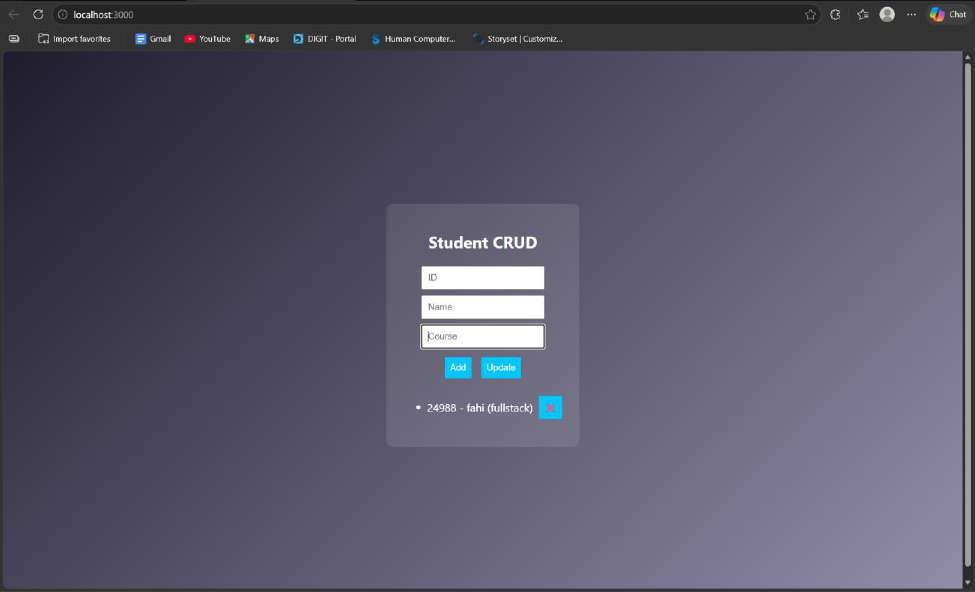 localhost:3000
Chat
Import favorites
Gmail
YouTube
Maps
DIGIT - Portal
Human Computer...
Storyset | Customiz...
Student CRUD
ID
Name
Course
Add Update
24988 - fahi (fullstack)